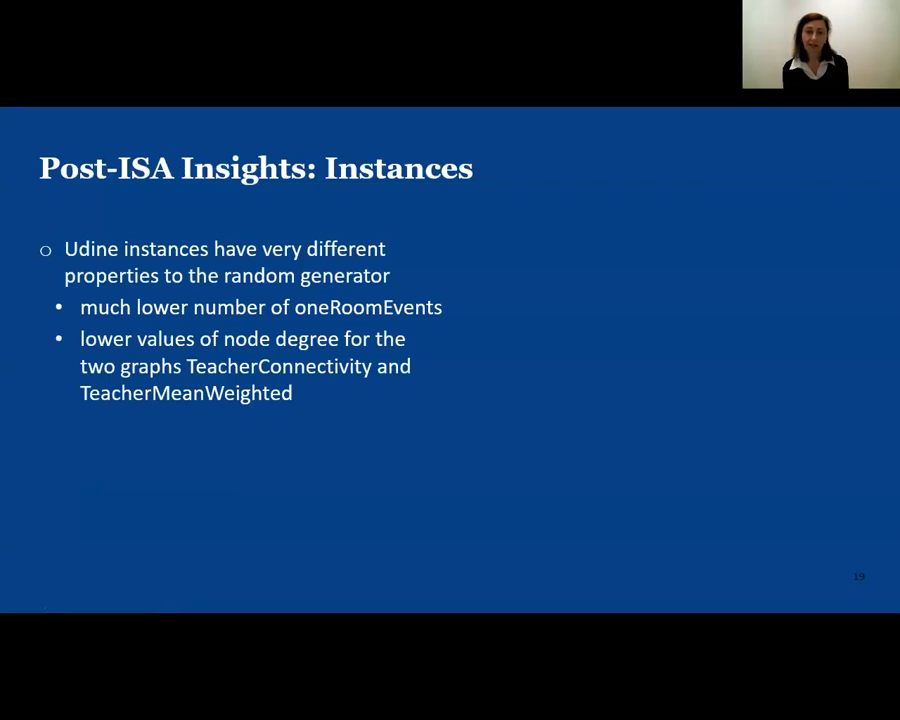 Post-ISA Insights: Instances
○ Udine instances have very different
properties to the random generator
• much lower number of oneRoomEvents
• lower values of node degree for the
two graphs TeacherConnectivity and
TeacherMeanWeighted
19